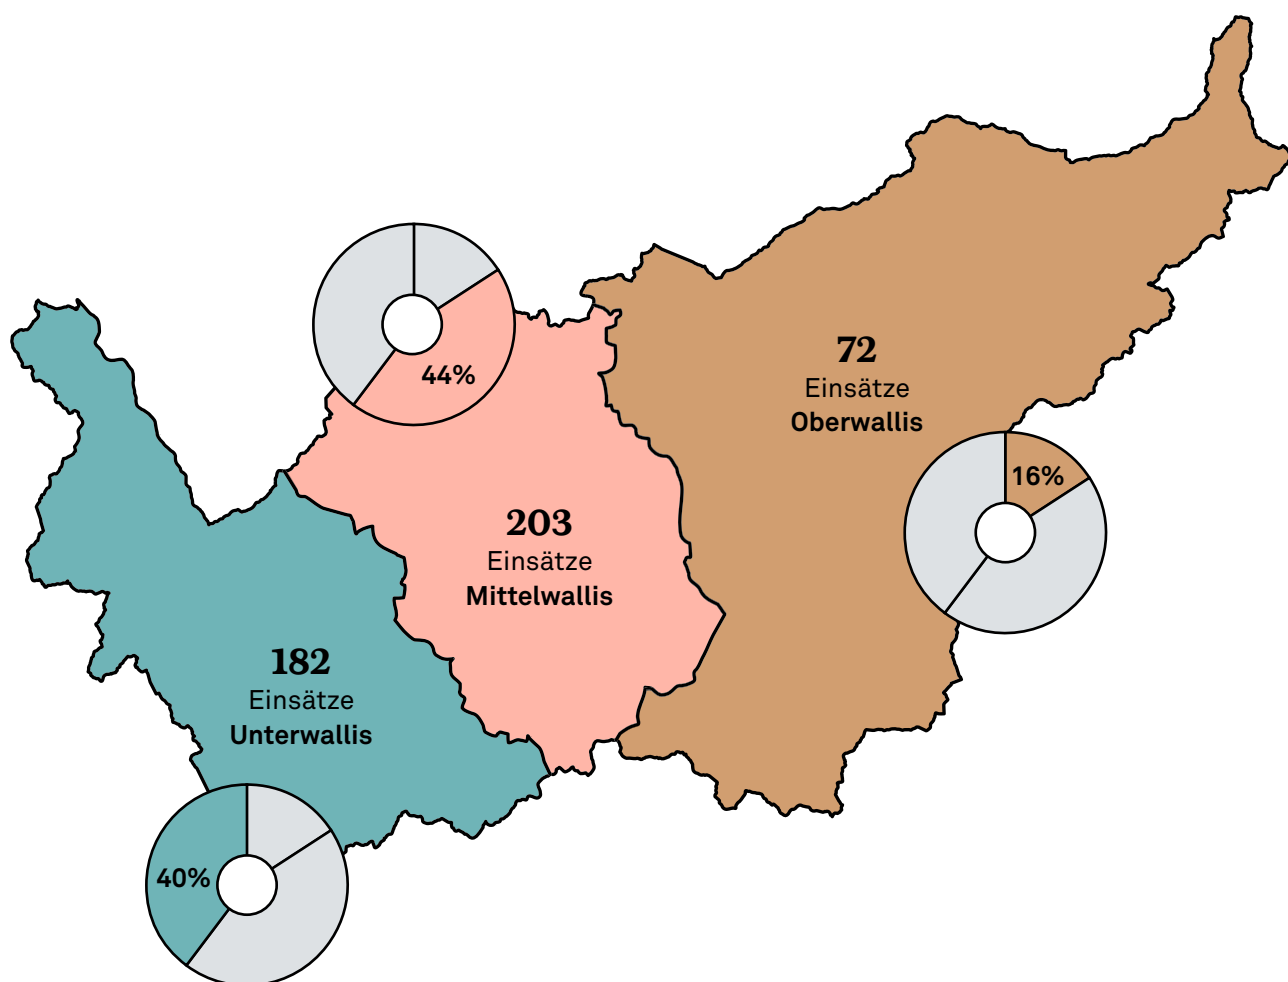 72
Einsätze
Oberwallis
44%
16%
203
Einsätze
Mittelwallis
182
Einsätze
Unterwallis
40%